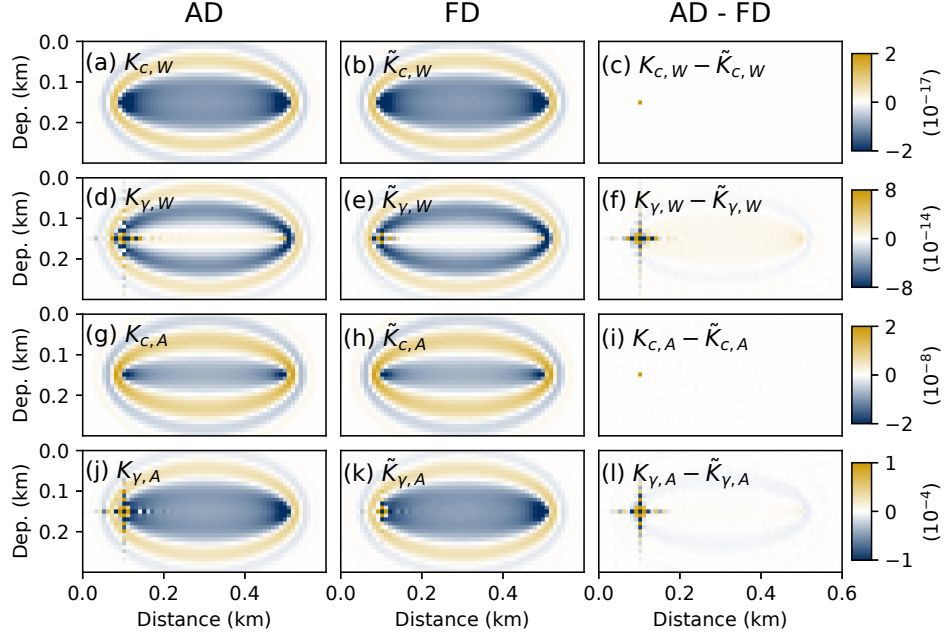 AD FD AD - FD
0.0
0.1
0.2
Dep. (km)
(a) K_{c,W}
(b) K̃_{c,W}
(c) K_{c,W} − K̃_{c,W}
2
0
−2
(10^{−17})
0.0
0.1
0.2
Dep. (km)
(d) K_{γ,W}
(e) K̃_{γ,W}
(f) K_{γ,W} − K̃_{γ,W}
8
0
−8
(10^{−14})
0.0
0.1
0.2
Dep. (km)
(g) K_{c,A}
(h) K̃_{c,A}
(i) K_{c,A} − K̃_{c,A}
2
0
−2
(10^{−8})
0.0
0.1
0.2
Dep. (km)
(j) K_{γ,A}
(k) K̃_{γ,A}
(l) K_{γ,A} − K̃_{γ,A}
1
0
−1
(10^{−4})
0.0 0.2 0.4 0.0 0.2 0.4 0.0 0.2 0.4 0.6
Distance (km) Distance (km) Distance (km)